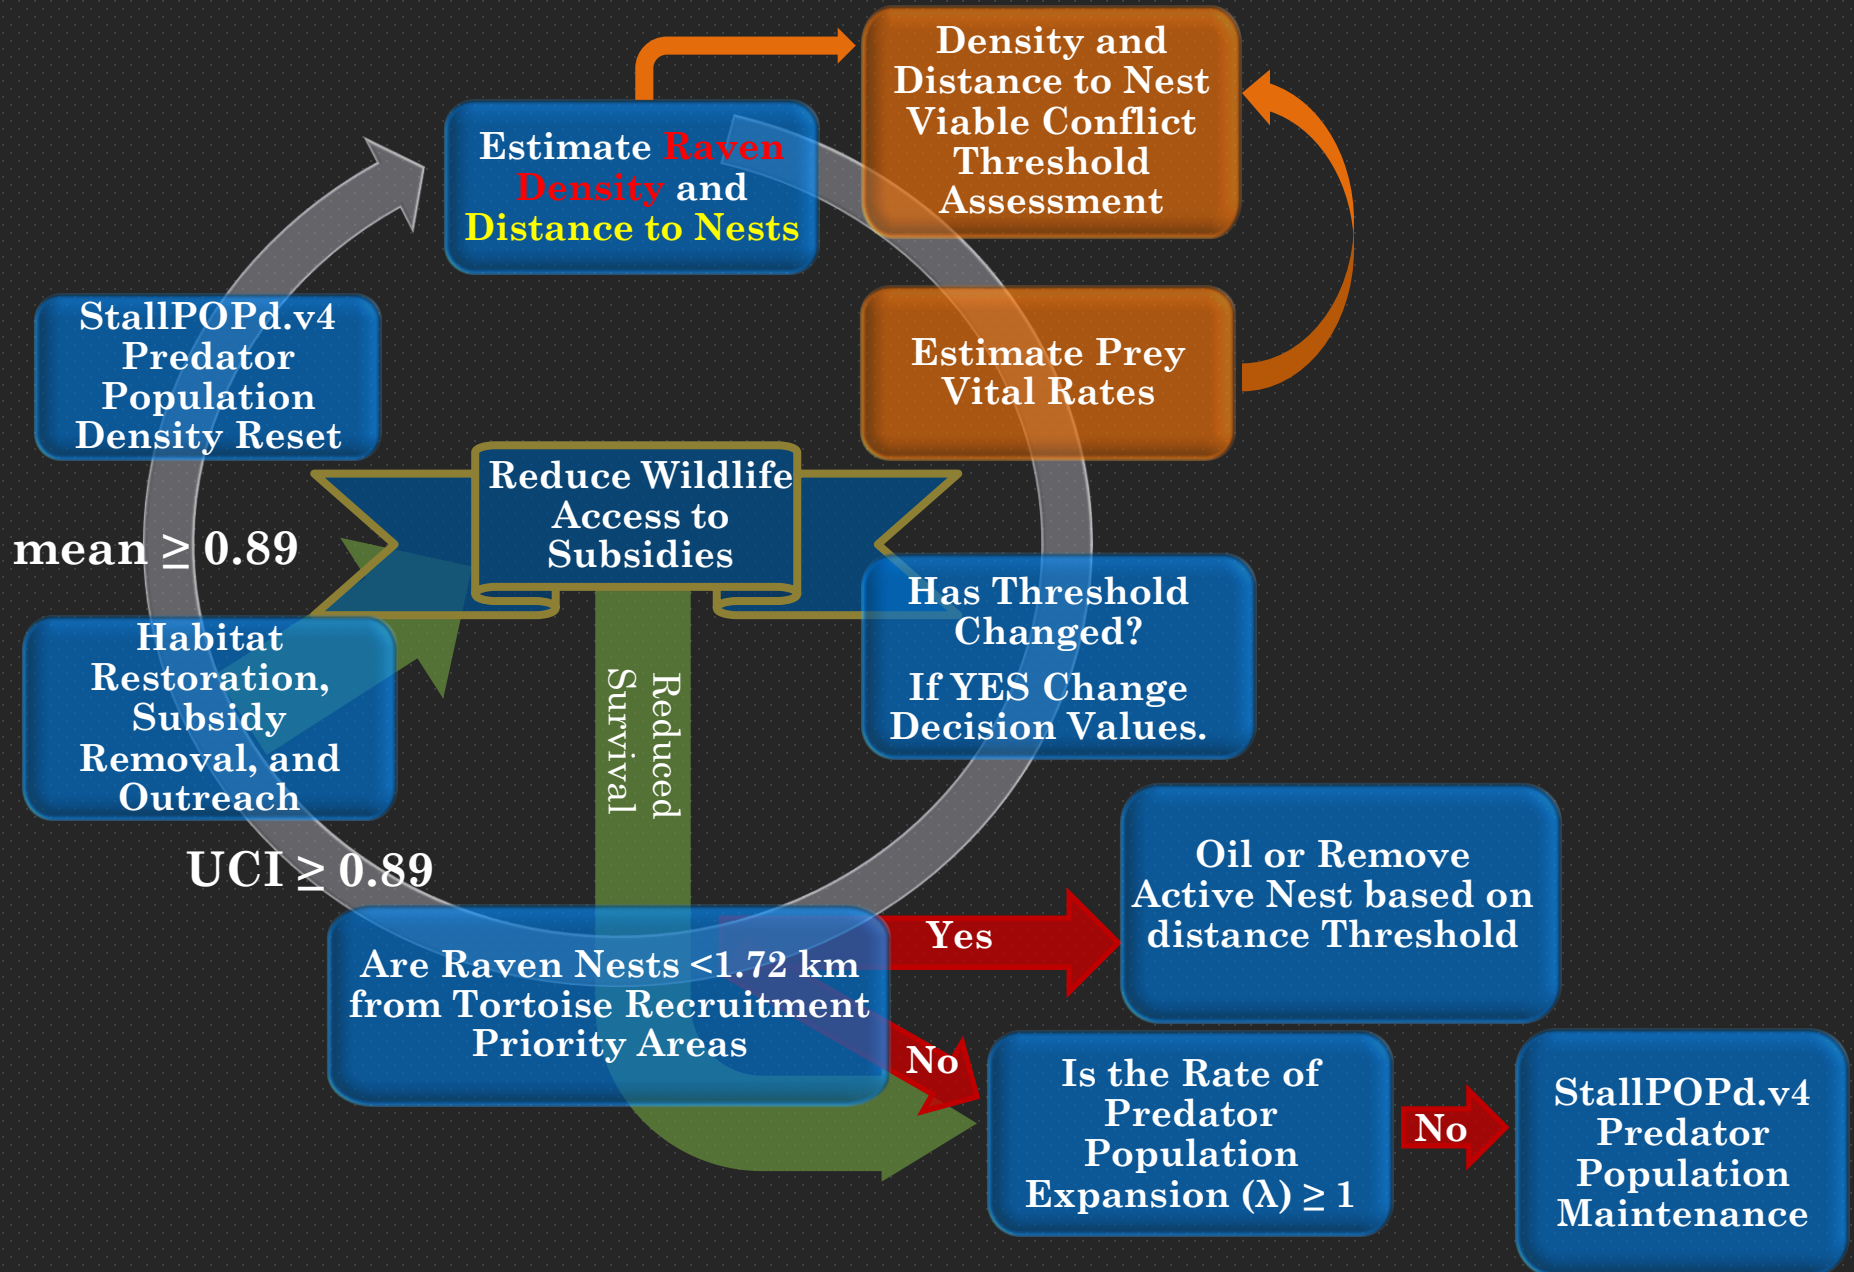 Estimate Raven
Density and
Distance to Nests
Density and
Distance to Nest
Viable Conflict
Threshold
Assessment
Estimate Prey
Vital Rates
StallPOPd.v4
Predator
Population
Density Reset
Reduce Wildlife
Access to
Subsidies
mean ≥ 0.89
Has Threshold
Changed?
If YES Change
Decision Values.
Habitat
Restoration,
Subsidy
Removal, and
Outreach
Reduced
Survival
UCI ≥ 0.89
Are Raven Nests <1.72 km
from Tortoise Recruitment
Priority Areas
Yes
Oil or Remove
Active Nest based on
distance Threshold
No
Is the Rate of
Predator
Population
Expansion (λ) ≥ 1
No
StallPOPd.v4
Predator
Population
Maintenance